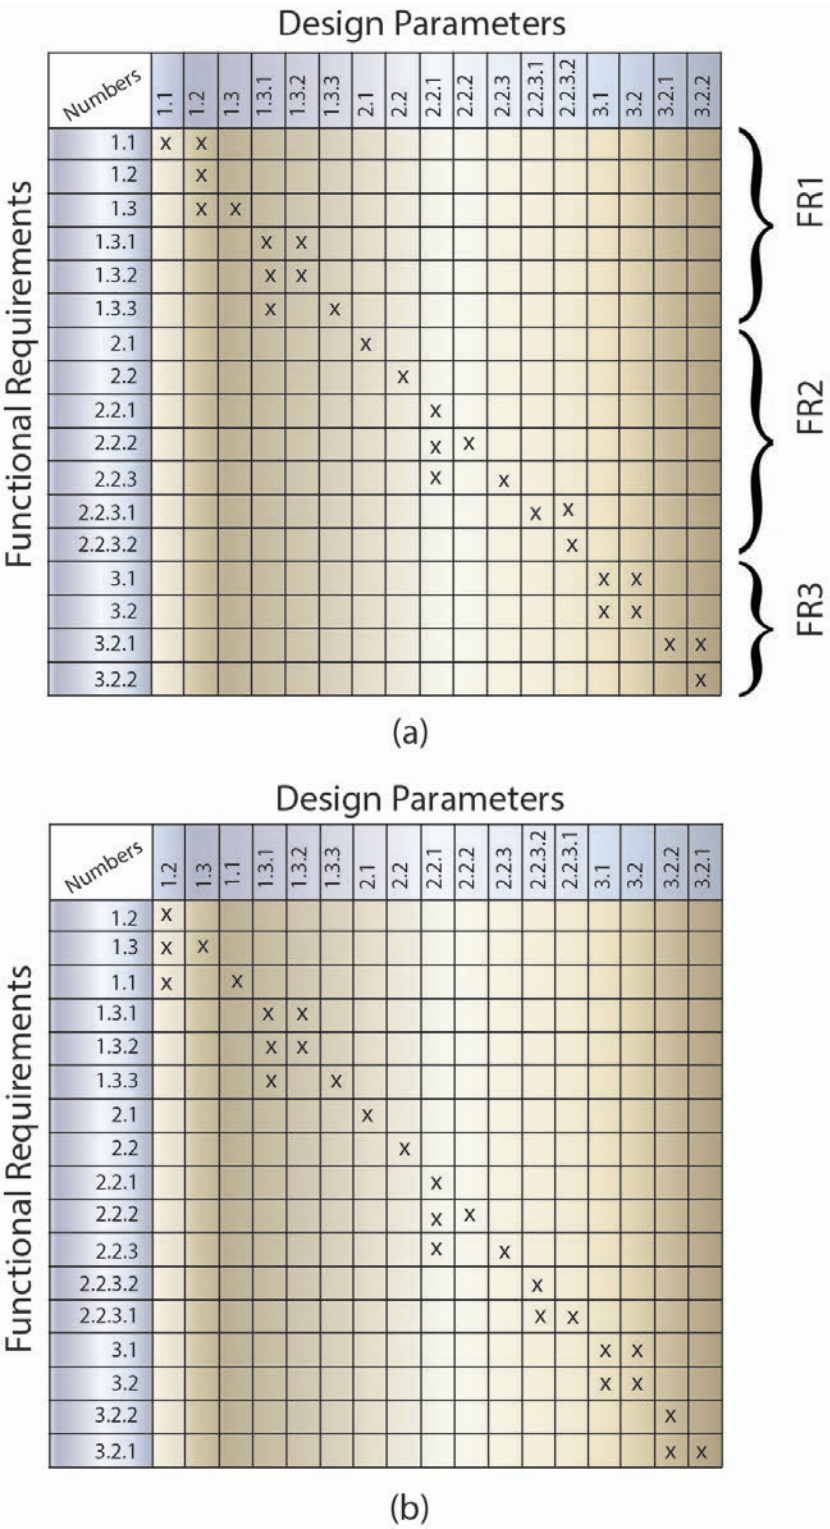 Design Parameters
Numbers 1.1 1.2 1.3 1.3.1 1.3.2 1.3.3 2.1 2.2 2.2.1 2.2.2 2.2.3 2.2.3.1 2.2.3.2 3.1 3.2 3.2.1 3.2.2
Functional Requirements
1.1 x x
1.2 x
1.3 x x
1.3.1 x x
1.3.2 x x
1.3.3 x x
FR1
2.1 x
2.2 x
2.2.1 x
2.2.2 x x
2.2.3 x x
2.2.3.1 x x
2.2.3.2 x
FR2
3.1 x x
3.2 x x
3.2.1 x x
3.2.2 x
FR3
(a)
Design Parameters
Numbers 1.2 1.3 1.1 1.3.1 1.3.2 1.3.3 2.1 2.2 2.2.1 2.2.2 2.2.3 2.2.3.2 2.2.3.1 3.1 3.2 3.2.2 3.2.1
Functional Requirements
1.2 x
1.3 x x
1.1 x x
1.3.1 x x
1.3.2 x x
1.3.3 x x
2.1 x
2.2 x
2.2.1 x
2.2.2 x x
2.2.3 x x
2.2.3.2 x
2.2.3.1 x x
3.1 x x
3.2 x x
3.2.2 x
3.2.1 x x
(b)